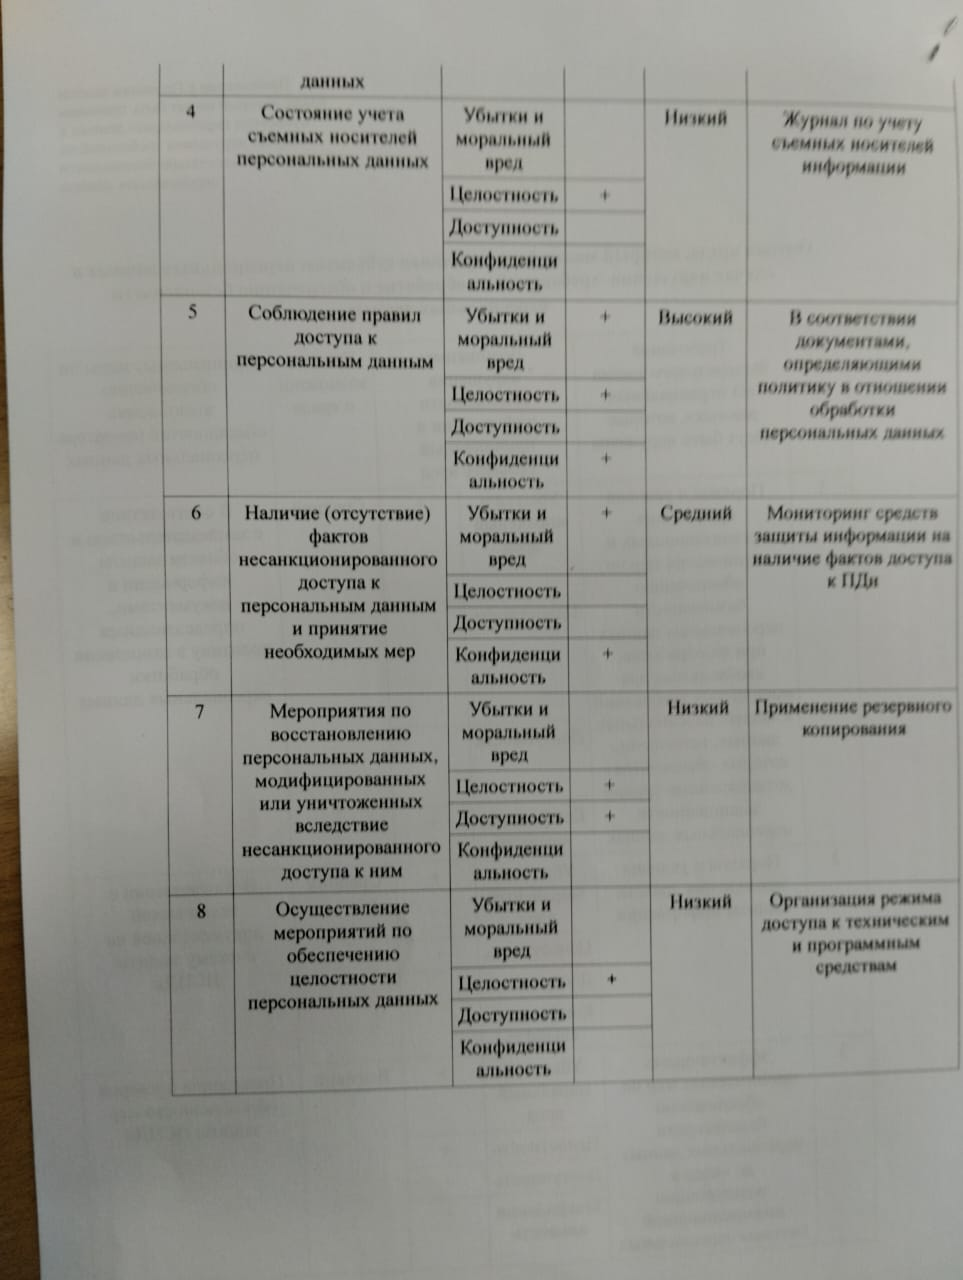 данных
4
Состояние учета
съемных носителей
персональных данных
Убытки и
моральный
вред
Целостность
+
Доступность
Конфиденци
альность
Низкий
Журнал по учету
съемных носителей
информации
5
Соблюдение правил
доступа к
персональным данным
Убытки и
моральный
вред
+
Целостность
+
Доступность
Конфиденци
альность
+
Высокий
В соответствии
документами,
определяющими
политику в отношении
обработки
персональных данных
6
Наличие (отсутствие)
фактов
несанкционированного
доступа к
персональным данным
и принятие
необходимых мер
Убытки и
моральный
вред
+
Целостность
Доступность
Конфиденци
альность
+
Средний
Мониторинг средств
защиты информации на
наличие фактов доступа
к ПДн
7
Мероприятия по
восстановлению
персональных данных,
модифицированных
или уничтоженных
вследствие
несанкционированного
доступа к ним
Убытки и
моральный
вред
Целостность
+
Доступность
+
Конфиденци
альность
Низкий
Применение резервного
копирования
8
Осуществление
мероприятий по
обеспечению
целостности
персональных данных
Убытки и
моральный
вред
Целостность
+
Доступность
Конфиденци
альность
Низкий
Организация режима
доступа к техническим
и программным
средствам